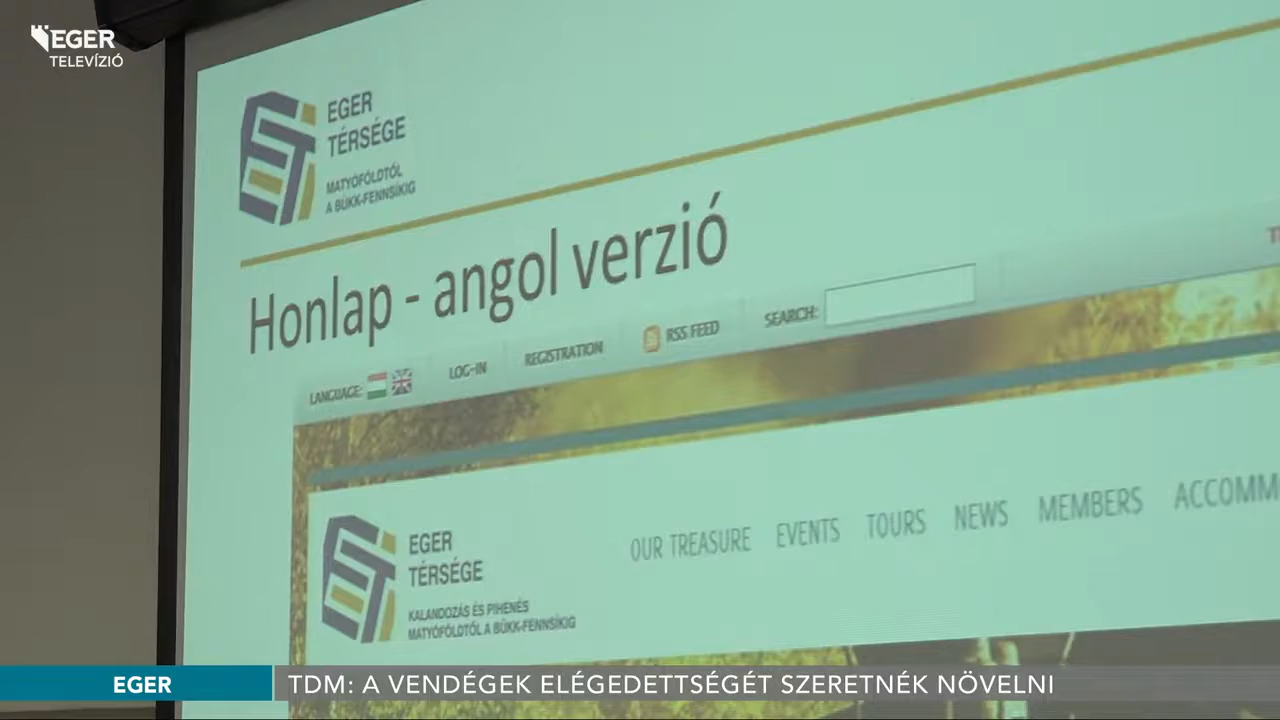 EGER
TELEVÍZIÓ
EGER
TÉRSÉGE
MATYÓFÖLDTŐL
A BÜKK-FENNSÍKIG
Honlap - angol verzió
LANGUAGE: LOG-IN REGISTRATION RSS FEED SEARCH:
EGER
TÉRSÉGE
KALANDOZÁS ÉS PIHENÉS
MATYÓFÖLDTŐL A BÜKK-FENNSÍKIG
OUR TREASURE EVENTS TOURS NEWS MEMBERS ACCOMM
EGER
TDM: A VENDÉGEK ELÉGEDETTSÉGÉT SZERETNÉK NÖVELNI